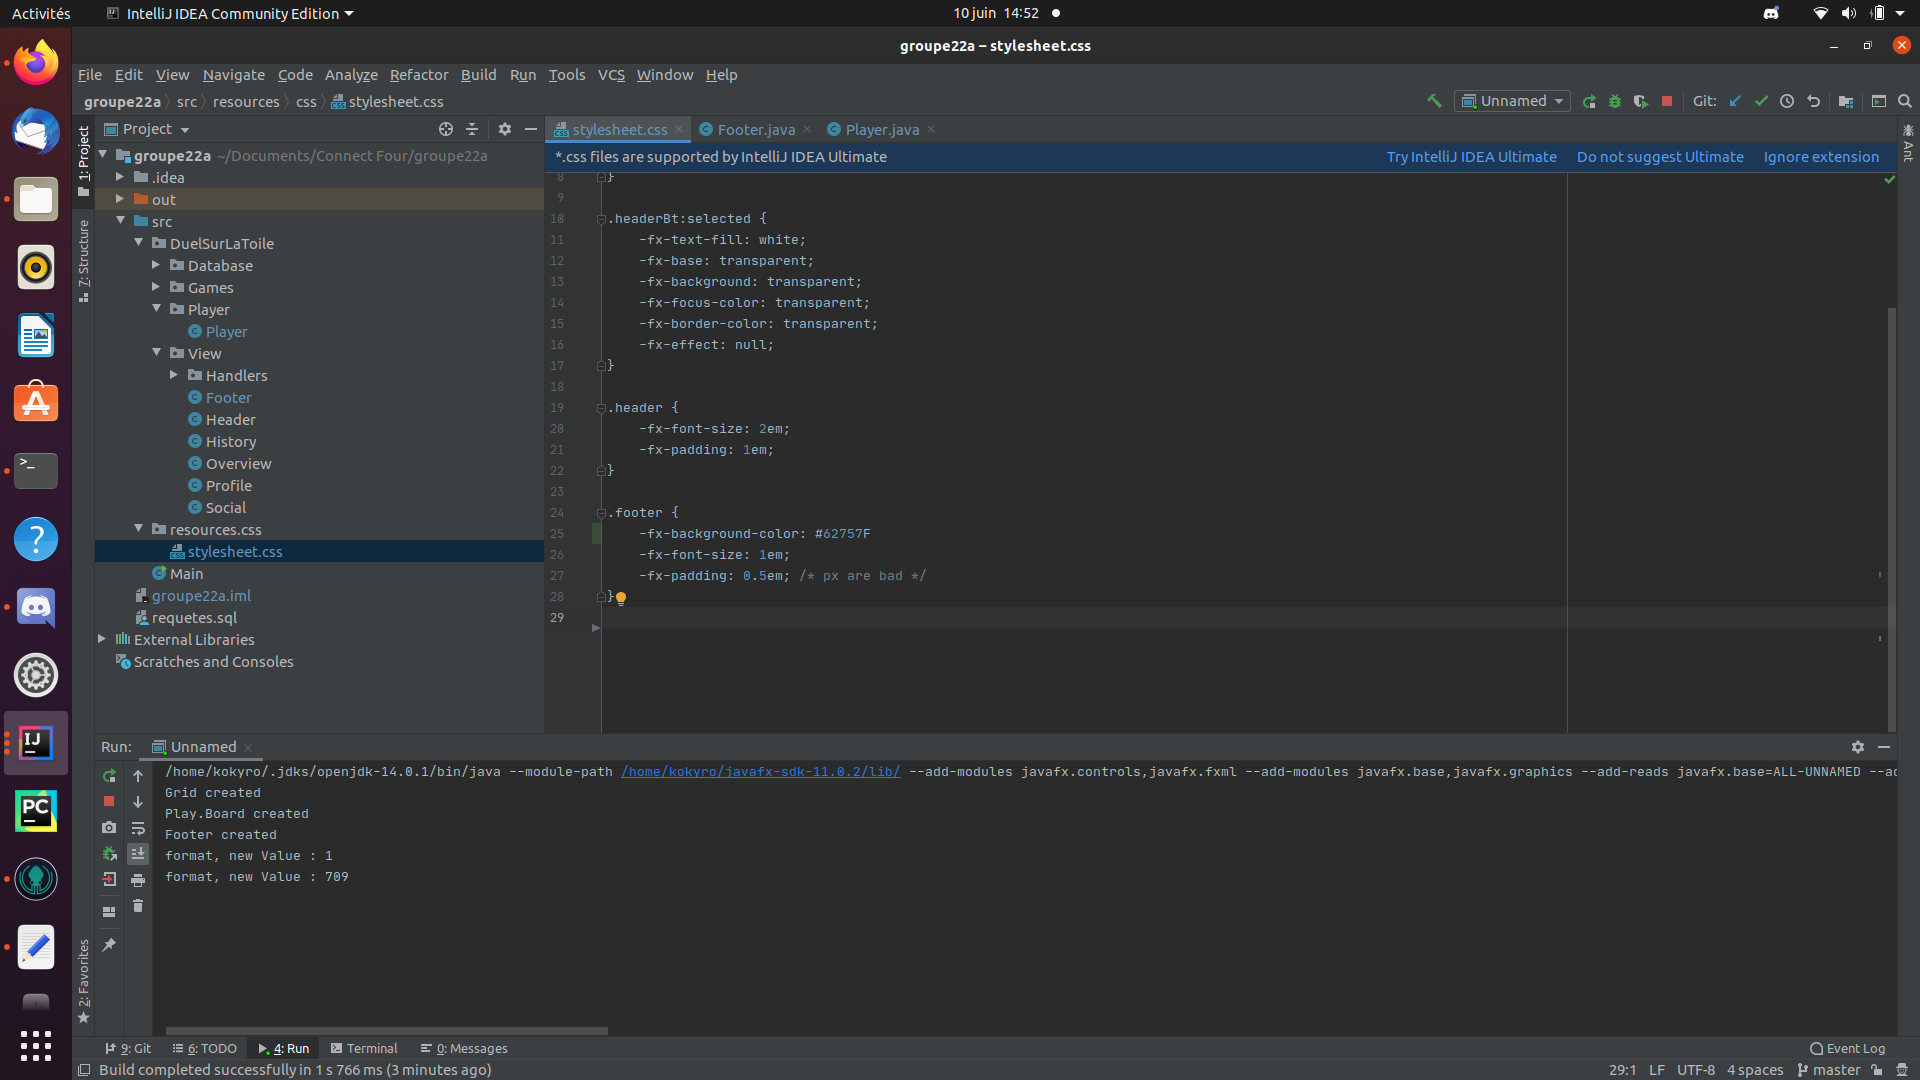 Activités
IntelliJ IDEA Community Edition
10 juin 14:52
groupe22a – stylesheet.css
File Edit View Navigate Code Analyze Refactor Build Run Tools VCS Window Help
groupe22a src resources css stylesheet.css
Unnamed
Git:
1: Project
7: Structure
2: Favorites
Ant
Project
groupe22a ~/Documents/Connect Four/groupe22a
.idea
out
src
DuelSurLaToile
Database
Games
Player
Player
View
Handlers
Footer
Header
History
Overview
Profile
Social
resources.css
stylesheet.css
Main
groupe22a.iml
requetes.sql
External Libraries
Scratches and Consoles
stylesheet.css Footer.java Player.java
*.css files are supported by IntelliJ IDEA Ultimate
Try IntelliJ IDEA Ultimate Do not suggest Ultimate Ignore extension
8 }
9
10 .headerBt:selected {
11 -fx-text-fill: white;
12 -fx-base: transparent;
13 -fx-background: transparent;
14 -fx-focus-color: transparent;
15 -fx-border-color: transparent;
16 -fx-effect: null;
17 }
18
19 .header {
20 -fx-font-size: 2em;
21 -fx-padding: 1em;
22 }
23
24 .footer {
25 -fx-background-color: #62757F
26 -fx-font-size: 1em;
27 -fx-padding: 0.5em; /* px are bad */
28 }
29
Run: Unnamed
/home/kokyro/.jdks/openjdk-14.0.1/bin/java --module-path /home/kokyro/javafx-sdk-11.0.2/lib/ --add-modules javafx.controls,javafx.fxml --add-modules javafx.base,javafx.graphics --add-reads javafx.base=ALL-UNNAMED --ad
Grid created
Play.Board created
Footer created
format, new Value : 1
format, new Value : 709
9: Git 6: TODO 4: Run Terminal 0: Messages
Event Log
Build completed successfully in 1 s 766 ms (3 minutes ago)
29:1 LF UTF-8 4 spaces master